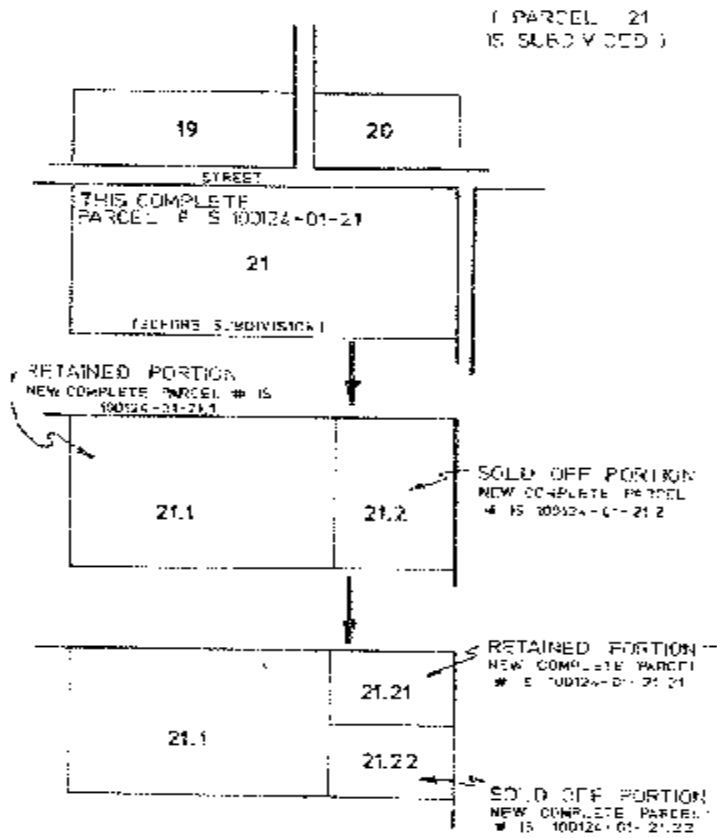 ( PARCEL 21
IS SUBDIVIDED )
19
20
STREET
THIS COMPLETE
PARCEL # IS 100124-01-21
21
(BEFORE SUBDIVISION)
RETAINED PORTION
NEW COMPLETE PARCEL # IS
100124-01-21.1
21.1
21.2
SOLD OFF PORTION
NEW COMPLETE PARCEL
# IS 100124-01-21.2
21.1
21.21
RETAINED PORTION
NEW COMPLETE PARCEL
# IS 100124-01-21.21
21.22
SOLD OFF PORTION
NEW COMPLETE PARCEL
# IS 100124-01-21.22